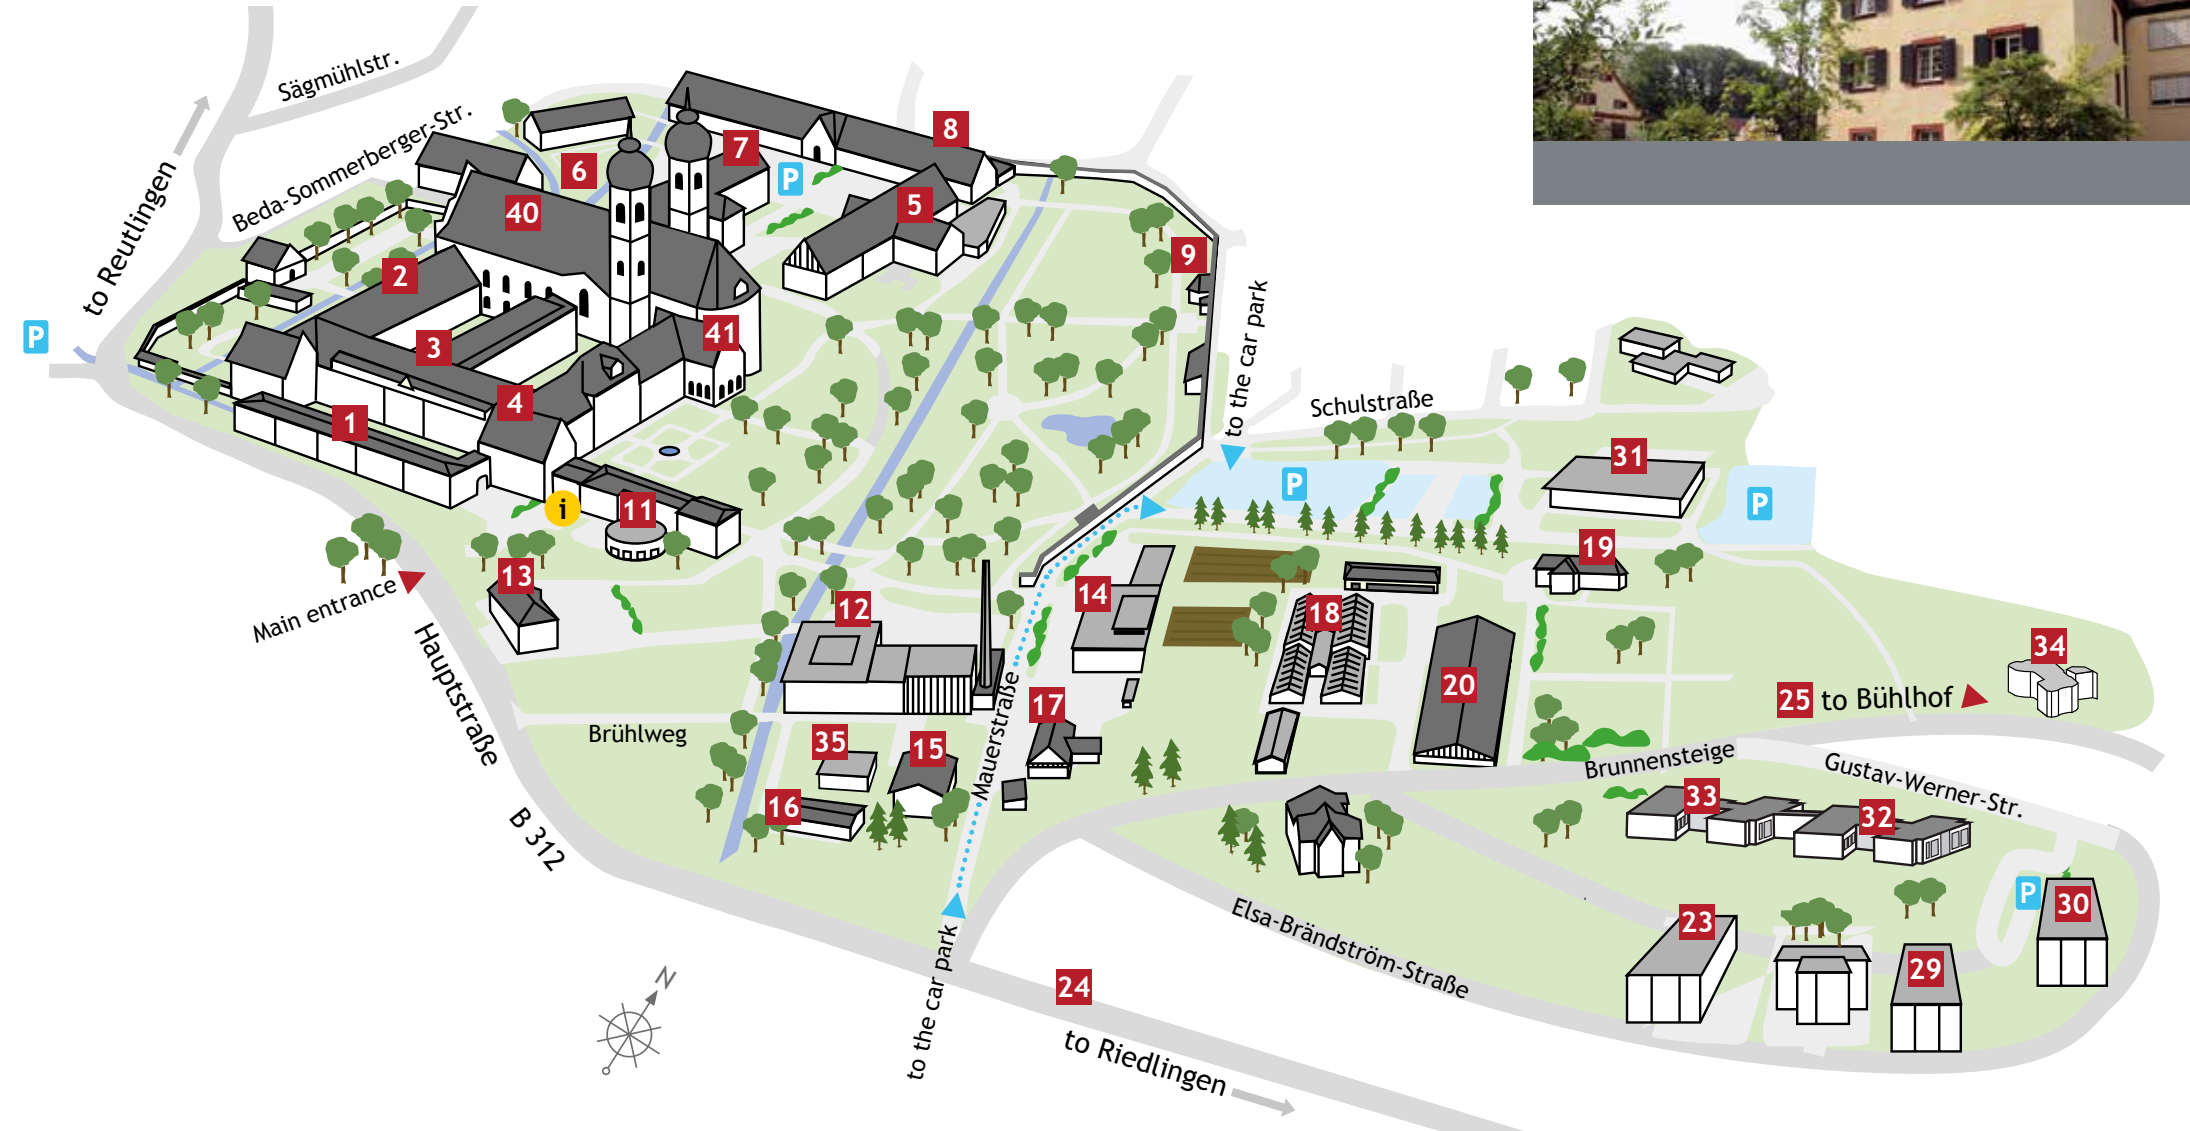 Sägmühlstr.
Beda-Sommerberger-Str.
to Reutlingen
P
8
7
6
P
40
5
2
9
3
41
4
1
to the car park
Schulstraße
31
P
P
i
11
13
Main entrance
Hauptstraße
B 312
12
14
18
19
20
34
25 to Bühlhof
17
Brühlweg
35
15
16
Mauerstraße
Brunnensteige
Gustav-Werner-Str.
33
32
P
30
23
29
Elsa-Brändström-Straße
N
to the car park
24
to Riedlingen